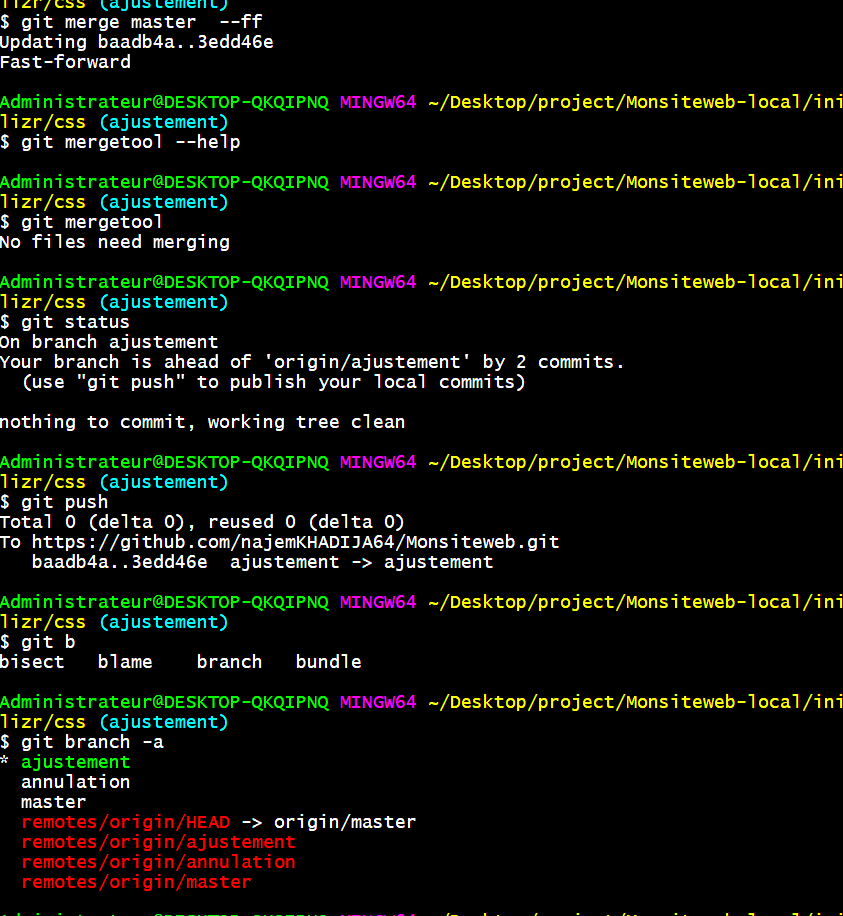 lizr/css (ajustement)
$ git merge master  --ff
Updating baadb4a..3edd46e
Fast-forward
Administrateur@DESKTOP-QKQIPNQ MINGW64 ~/Desktop/project/Monsiteweb-local/ini
lizr/css (ajustement)
$ git mergetool --help
Administrateur@DESKTOP-QKQIPNQ MINGW64 ~/Desktop/project/Monsiteweb-local/ini
lizr/css (ajustement)
$ git mergetool
No files need merging
Administrateur@DESKTOP-QKQIPNQ MINGW64 ~/Desktop/project/Monsiteweb-local/ini
lizr/css (ajustement)
$ git status
On branch ajustement
Your branch is ahead of 'origin/ajustement' by 2 commits.
  (use "git push" to publish your local commits)
nothing to commit, working tree clean
Administrateur@DESKTOP-QKQIPNQ MINGW64 ~/Desktop/project/Monsiteweb-local/ini
lizr/css (ajustement)
$ git push
Total 0 (delta 0), reused 0 (delta 0)
To https://github.com/najemKHADIJA64/Monsiteweb.git
   baadb4a..3edd46e  ajustement -> ajustement
Administrateur@DESKTOP-QKQIPNQ MINGW64 ~/Desktop/project/Monsiteweb-local/ini
lizr/css (ajustement)
$ git b
bisect   blame    branch   bundle
Administrateur@DESKTOP-QKQIPNQ MINGW64 ~/Desktop/project/Monsiteweb-local/ini
lizr/css (ajustement)
$ git branch -a
* ajustement
  annulation
  master
  remotes/origin/HEAD -> origin/master
  remotes/origin/ajustement
  remotes/origin/annulation
  remotes/origin/master